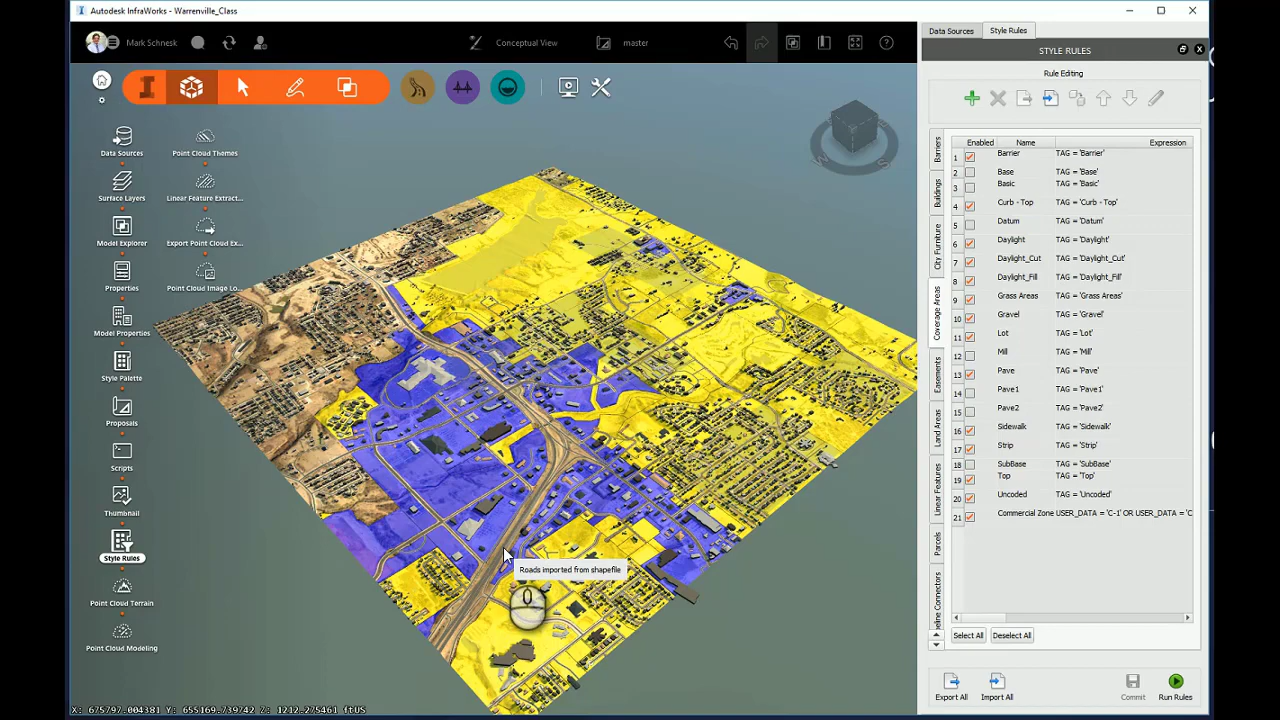 Autodesk InfraWorks - Warrenville_Class
Mark Schnesk
Conceptual View
master
Data Sources
Style Rules
STYLE RULES
Rule Editing
Data Sources
Point Cloud Themes
Surface Layers
Linear Feature Extract...
Model Explorer
Export Point Cloud Ex...
Properties
Point Cloud Image Lo...
Model Properties
Style Palette
Proposals
Scripts
Thumbnail
Style Rules
Point Cloud Terrain
Point Cloud Modeling
Roads imported from shapefile
Barriers
Buildings
City Furniture
Coverage Areas
Easements
Land Areas
Linear Features
Parcels
Enabled Name Expression
1 Barrier TAG = 'Barrier'
2 Base TAG = 'Base'
3 Basic TAG = 'Basic'
4 Curb - Top TAG = 'Curb - Top'
5 Datum TAG = 'Datum'
6 Daylight TAG = 'Daylight'
7 Daylight_Cut TAG = 'Daylight_Cut'
8 Daylight_Fill TAG = 'Daylight_Fill'
9 Grass Areas TAG = 'Grass Areas'
10 Gravel TAG = 'Gravel'
11 Lot TAG = 'Lot'
12 Mill TAG = 'Mill'
13 Pave TAG = 'Pave'
14 Pave1 TAG = 'Pave1'
15 Pave2 TAG = 'Pave2'
16 Sidewalk TAG = 'Sidewalk'
17 Strip TAG = 'Strip'
18 SubBase TAG = 'SubBase'
19 Top TAG = 'Top'
20 Uncoded TAG = 'Uncoded'
21 Commercial Zone USER_DATA = 'C-1' OR USER_DATA = 'C
Select All
Deselect All
Export All
Import All
Commit
Run Rules
X: 675797.004381 Y: 655169.739742 Z: 1212.275461 ftUS